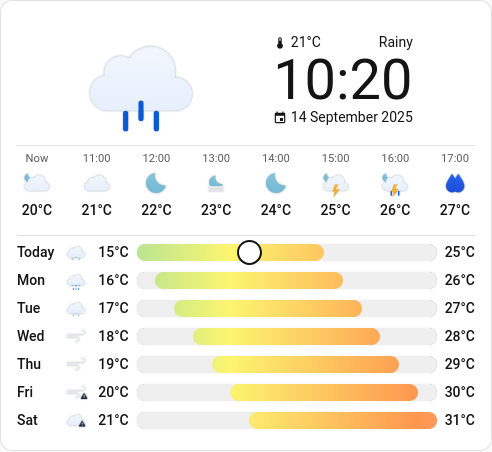 21°C Rainy
10:20
14 September 2025
Now 11:00 12:00 13:00 14:00 15:00 16:00 17:00
20°C 21°C 22°C 23°C 24°C 25°C 26°C 27°C
Today 15°C 25°C
Mon 16°C 26°C
Tue 17°C 27°C
Wed 18°C 28°C
Thu 19°C 29°C
Fri 20°C 30°C
Sat 21°C 31°C